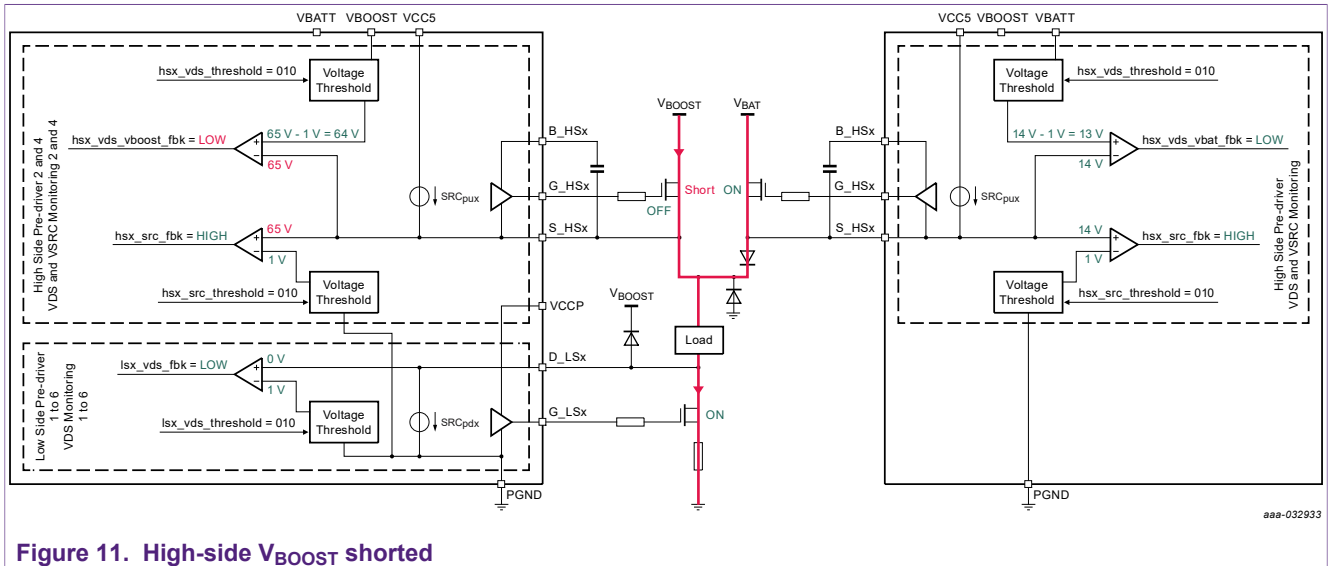 VBATT VBOOST VCC5
hsx_vds_threshold = 010
Voltage
Threshold
hsx_vds_vboost_fbk = LOW
65 V - 1 V = 64 V
+
−
65 V
SRCpux
B_HSx
G_HSx
S_HSx
hsx_src_fbk = HIGH
65 V
+
−
1 V
hsx_src_threshold = 010
Voltage
Threshold
High Side Pre-driver 2 and 4
VDS and VSRC Monitoring 2 and 4
VCCP
D_LSx
G_LSx
PGND
lsx_vds_fbk = LOW
0 V
+
−
1 V
lsx_vds_threshold = 010
Voltage
Threshold
SRCpdx
Low Side Pre-driver
1 to 6
VDS Monitoring
1 to 6
VBOOST
VBAT
Short
OFF
ON
VBOOST
Load
ON
VCC5 VBOOST VBATT
Voltage
Threshold
hsx_vds_threshold = 010
B_HSx
G_HSx
S_HSx
SRCpux
14 V - 1 V = 13 V
+
−
14 V
hsx_vds_vbat_fbk = LOW
14 V
+
−
1 V
hsx_src_fbk = HIGH
Voltage
Threshold
hsx_src_threshold = 010
High Side Pre-driver
VDS and VSRC Monitoring
PGND
aaa-032933
Figure 11. High-side VBOOST shorted